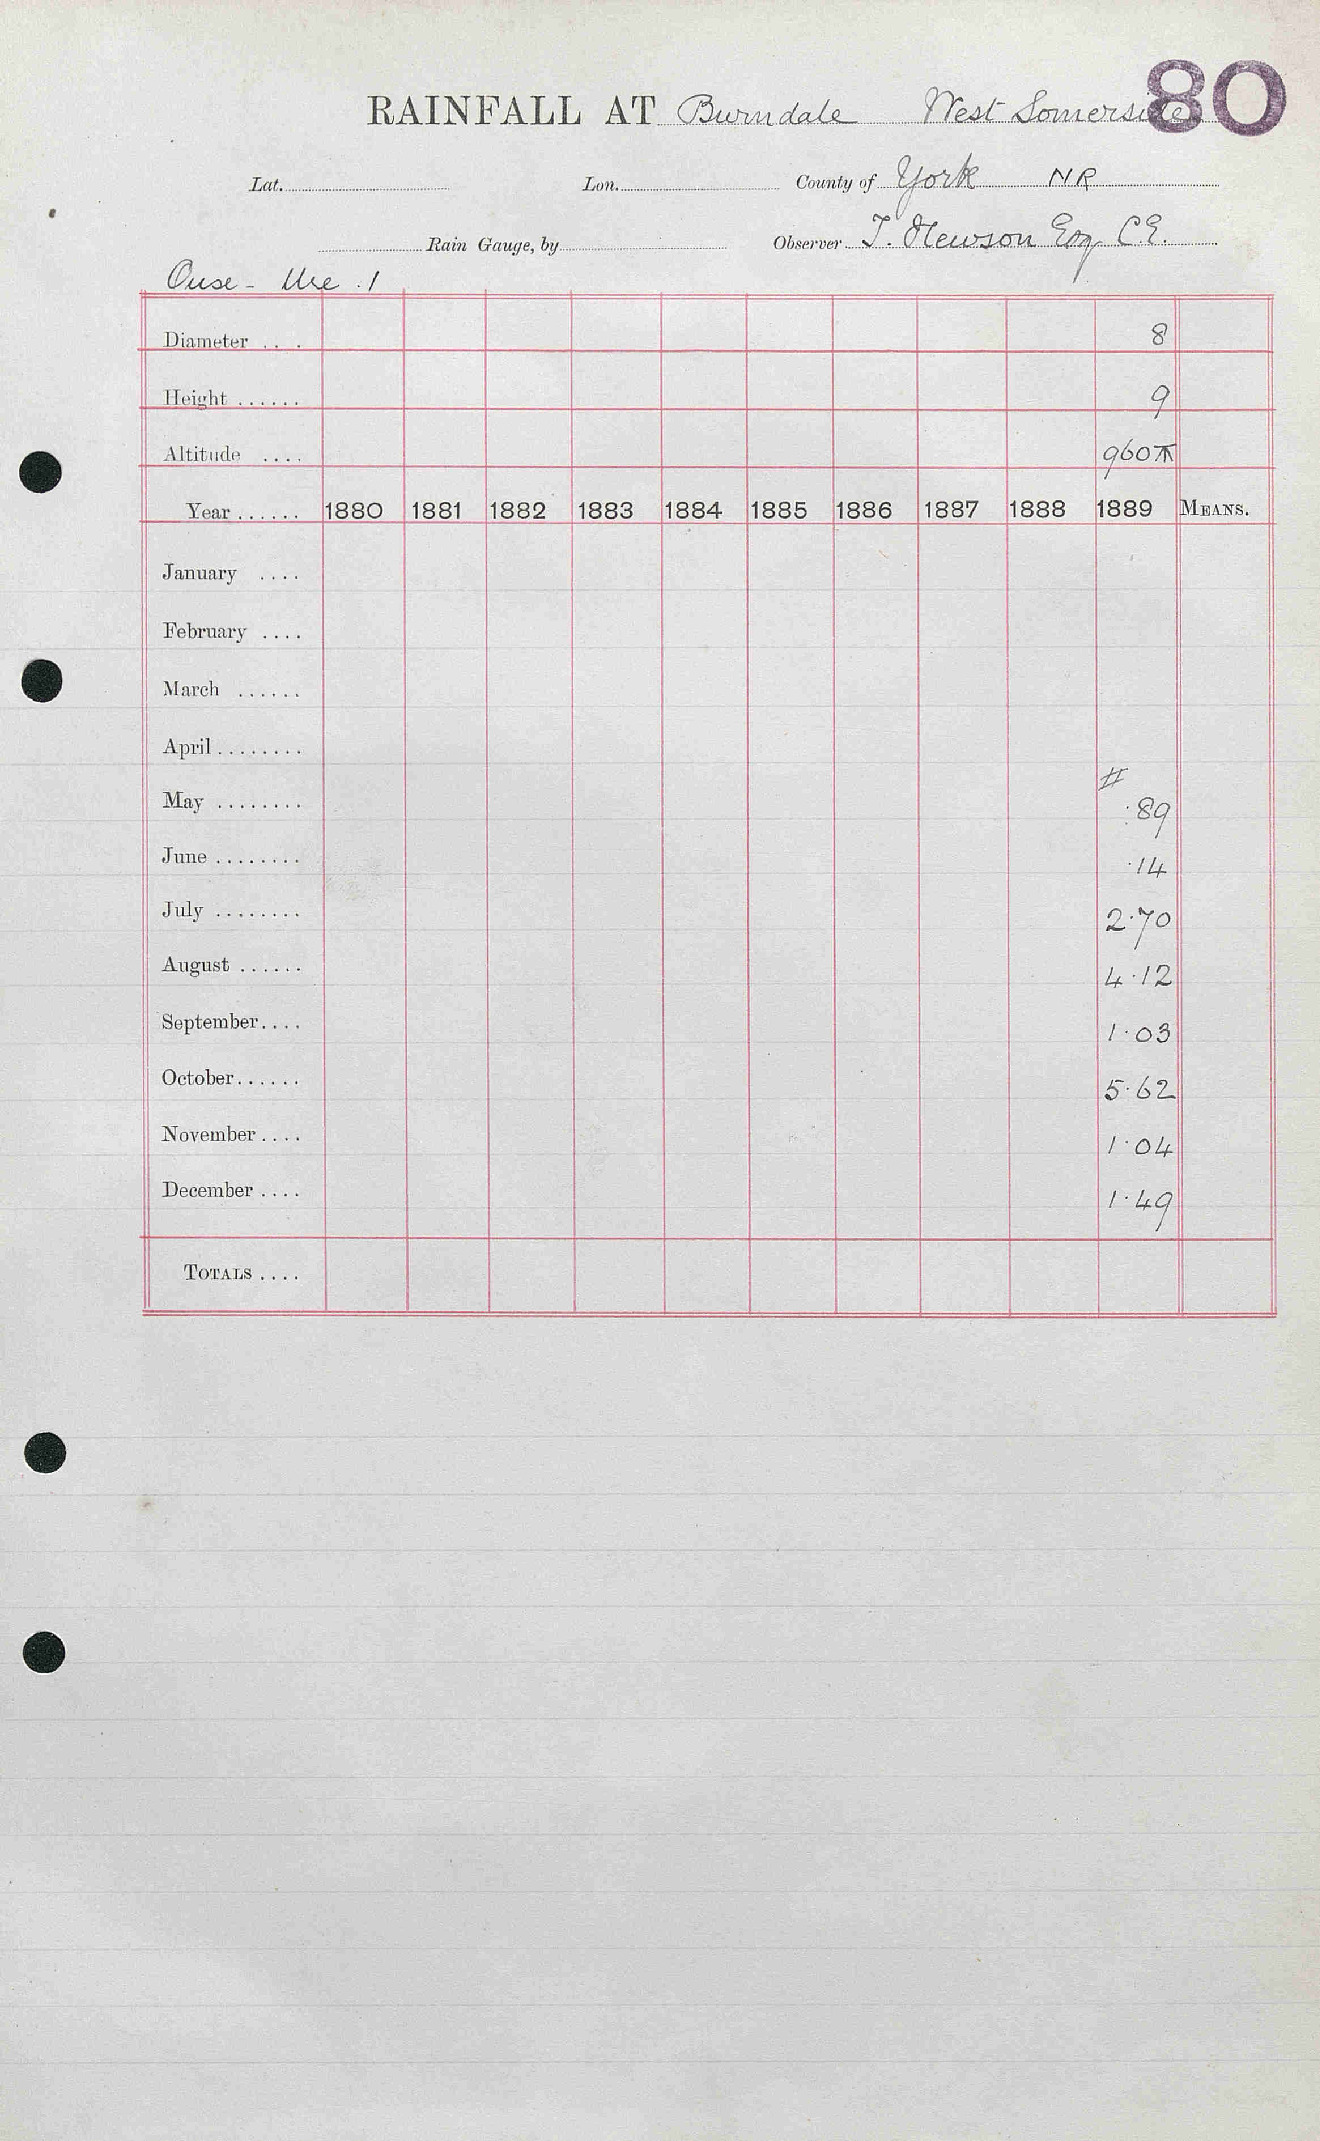 80
RAINFALL AT Burndale West Somerside
Lat. Lon. County of York NR
Rain Gauge, by Observer T. Hewson Esq C.E.
Ouse - Ure . 1
Diameter .... 8
Height ...... 9
Altitude .... 960
Year ...... 1880 1881 1882 1883 1884 1885 1886 1887 1888 1889 MEANS.
January ....
February ....
March ......
April ........
#
May ........ .89
June ........ .14
July ........ 2.70
August ...... 4.12
September.... 1.03
October...... 5.62
November .... 1.04
December .... 1.49
TOTALS ....